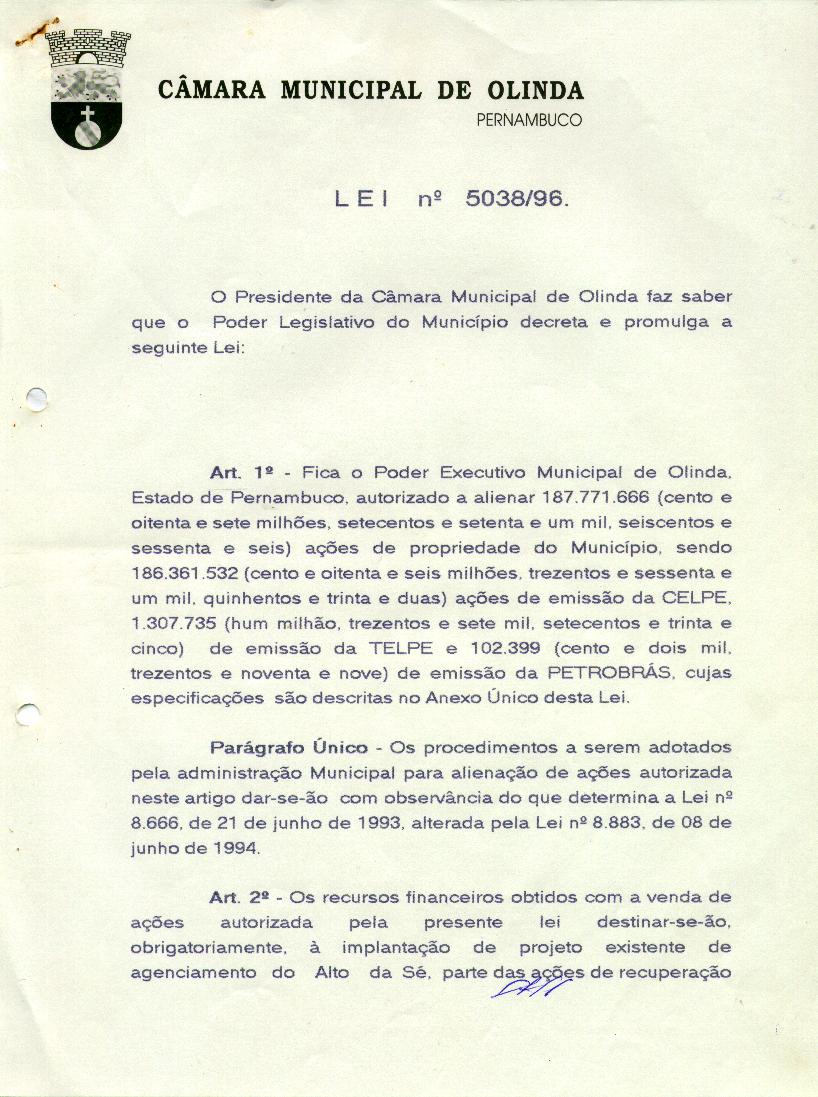 CÂMARA MUNICIPAL DE OLINDA
PERNAMBUCO
LEI nº 5038/96.
O Presidente da Câmara Municipal de Olinda faz saber
que o Poder Legislativo do Município decreta e promulga a
seguinte Lei:
Art. 1º - Fica o Poder Executivo Municipal de Olinda,
Estado de Pernambuco, autorizado a alienar 187.771.666 (cento e
oitenta e sete milhões, setecentos e setenta e um mil, seiscentos e
sessenta e seis) ações de propriedade do Município, sendo
186.361.532 (cento e oitenta e seis milhões, trezentos e sessenta e
um mil, quinhentos e trinta e duas) ações de emissão da CELPE,
1.307.735 (hum milhão, trezentos e sete mil, setecentos e trinta e
cinco) de emissão da TELPE e 102.399 (cento e dois mil,
trezentos e noventa e nove) de emissão da PETROBRÁS, cujas
especificações são descritas no Anexo Único desta Lei.
Parágrafo Único - Os procedimentos a serem adotados
pela administração Municipal para alienação de ações autorizada
neste artigo dar-se-ão com observância do que determina a Lei nº
8.666, de 21 de junho de 1993, alterada pela Lei nº 8.883, de 08 de
junho de 1994.
Art. 2º - Os recursos financeiros obtidos com a venda de
ações autorizada pela presente lei destinar-se-ão,
obrigatoriamente, à implantação de projeto existente de
agenciamento do Alto da Sé, parte das ações de recuperação